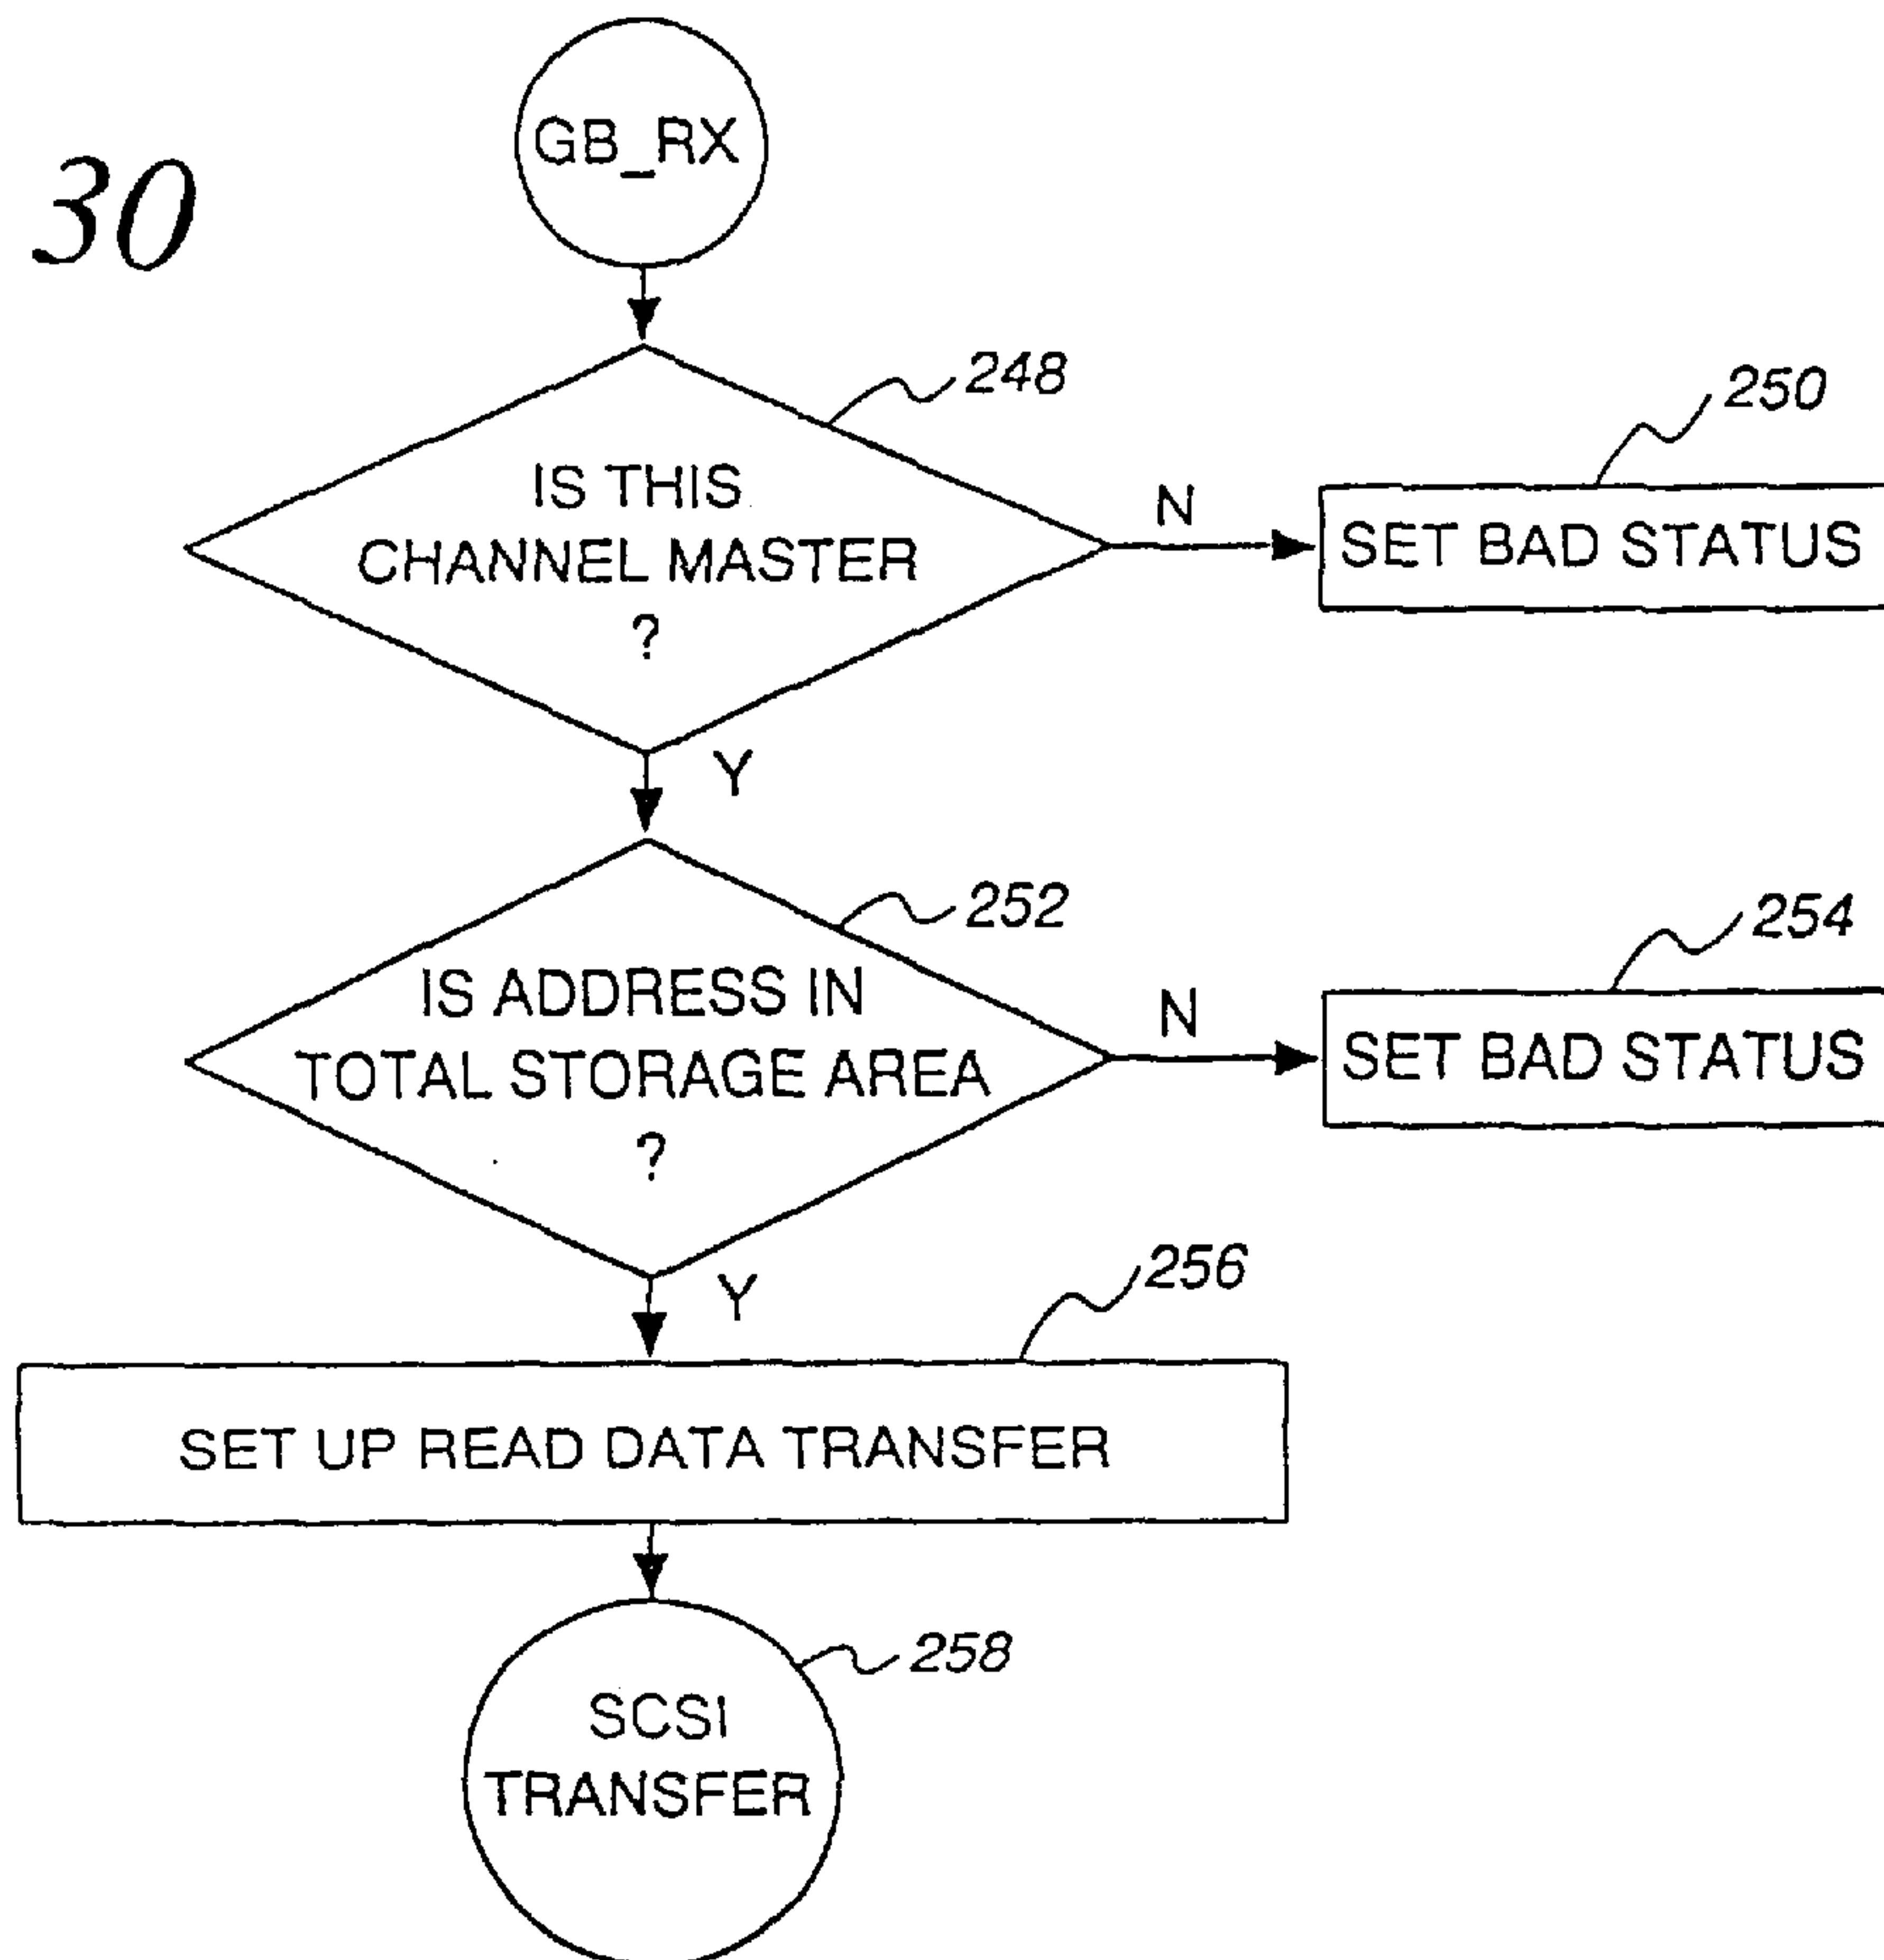 30
GB_RX
248
IS THIS
CHANNEL MASTER
?
N
250
SET BAD STATUS
Y
252
IS ADDRESS IN
TOTAL STORAGE AREA
?
N
254
SET BAD STATUS
Y
256
SET UP READ DATA TRANSFER
258
SCSI
TRANSFER